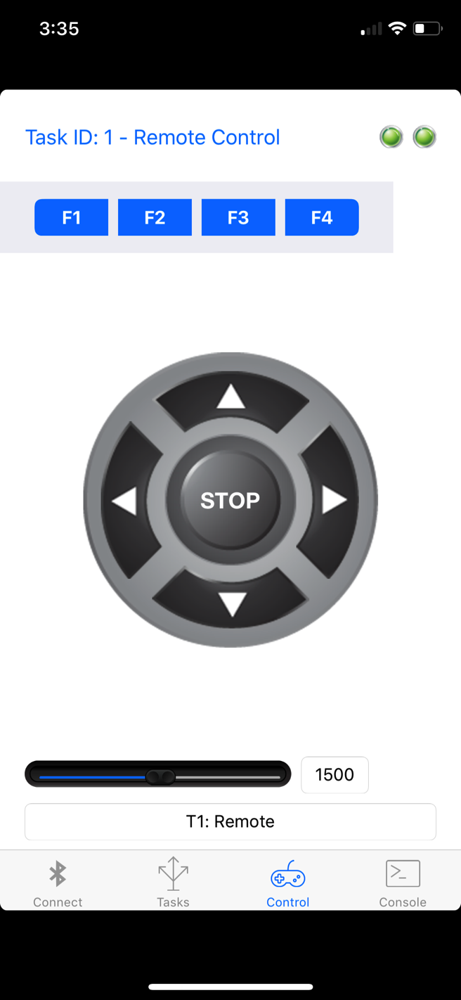 3:35
Task ID: 1 - Remote Control
F1 F2 F3 F4
STOP
1500
T1: Remote
Connect Tasks Control Console